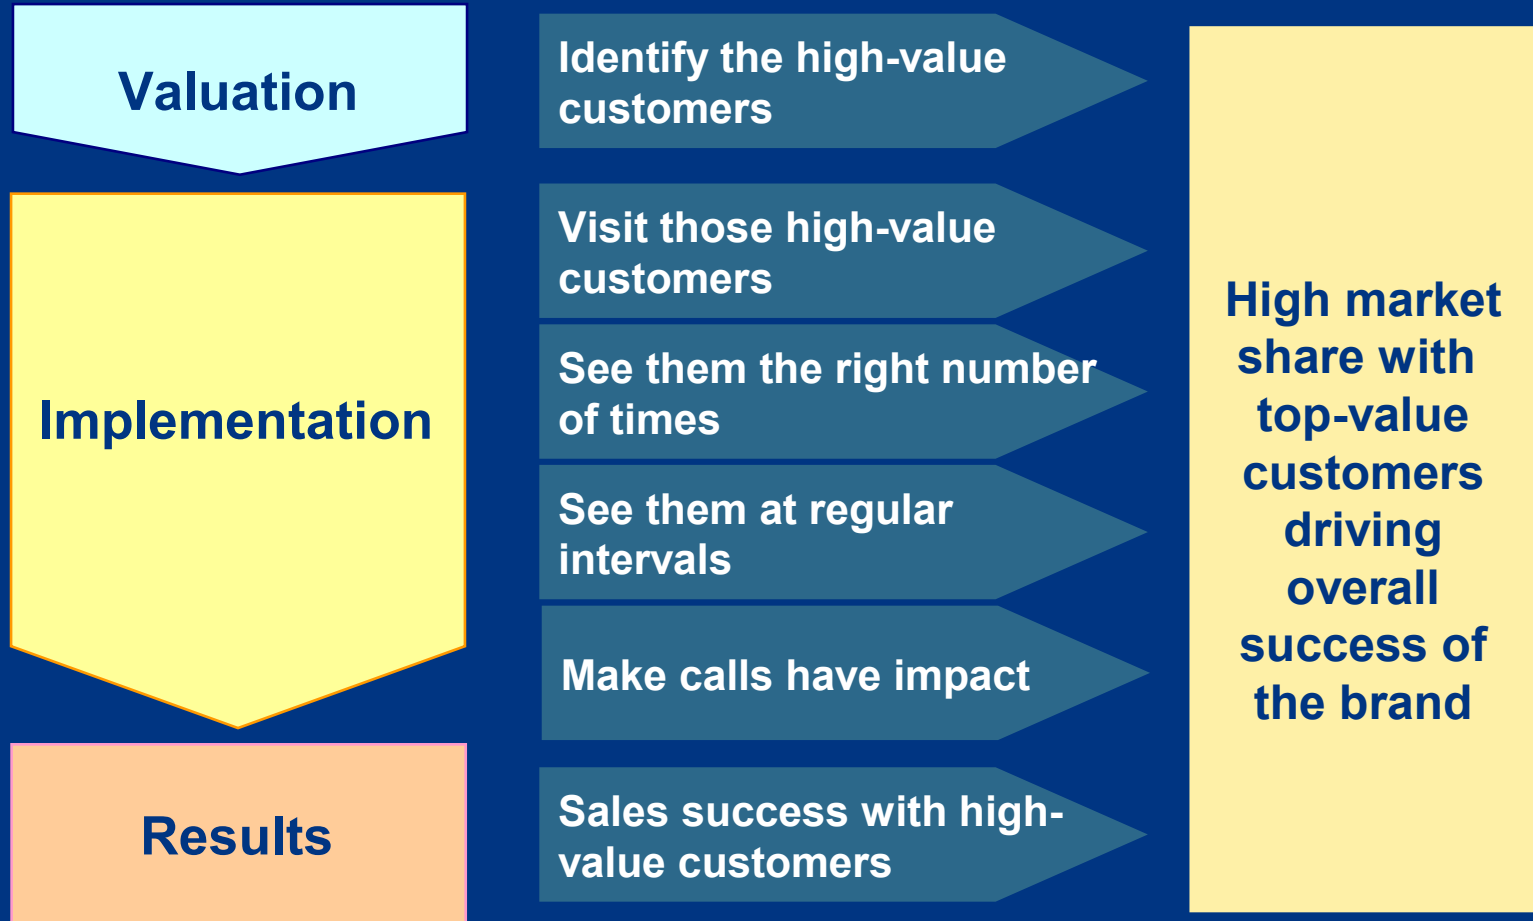 Valuation
Identify the high-value
customers
Implementation
Visit those high-value
customers
See them the right number
of times
See them at regular
intervals
Make calls have impact
Results
Sales success with high-
value customers
High market
share with
top-value
customers
driving
overall
success of
the brand